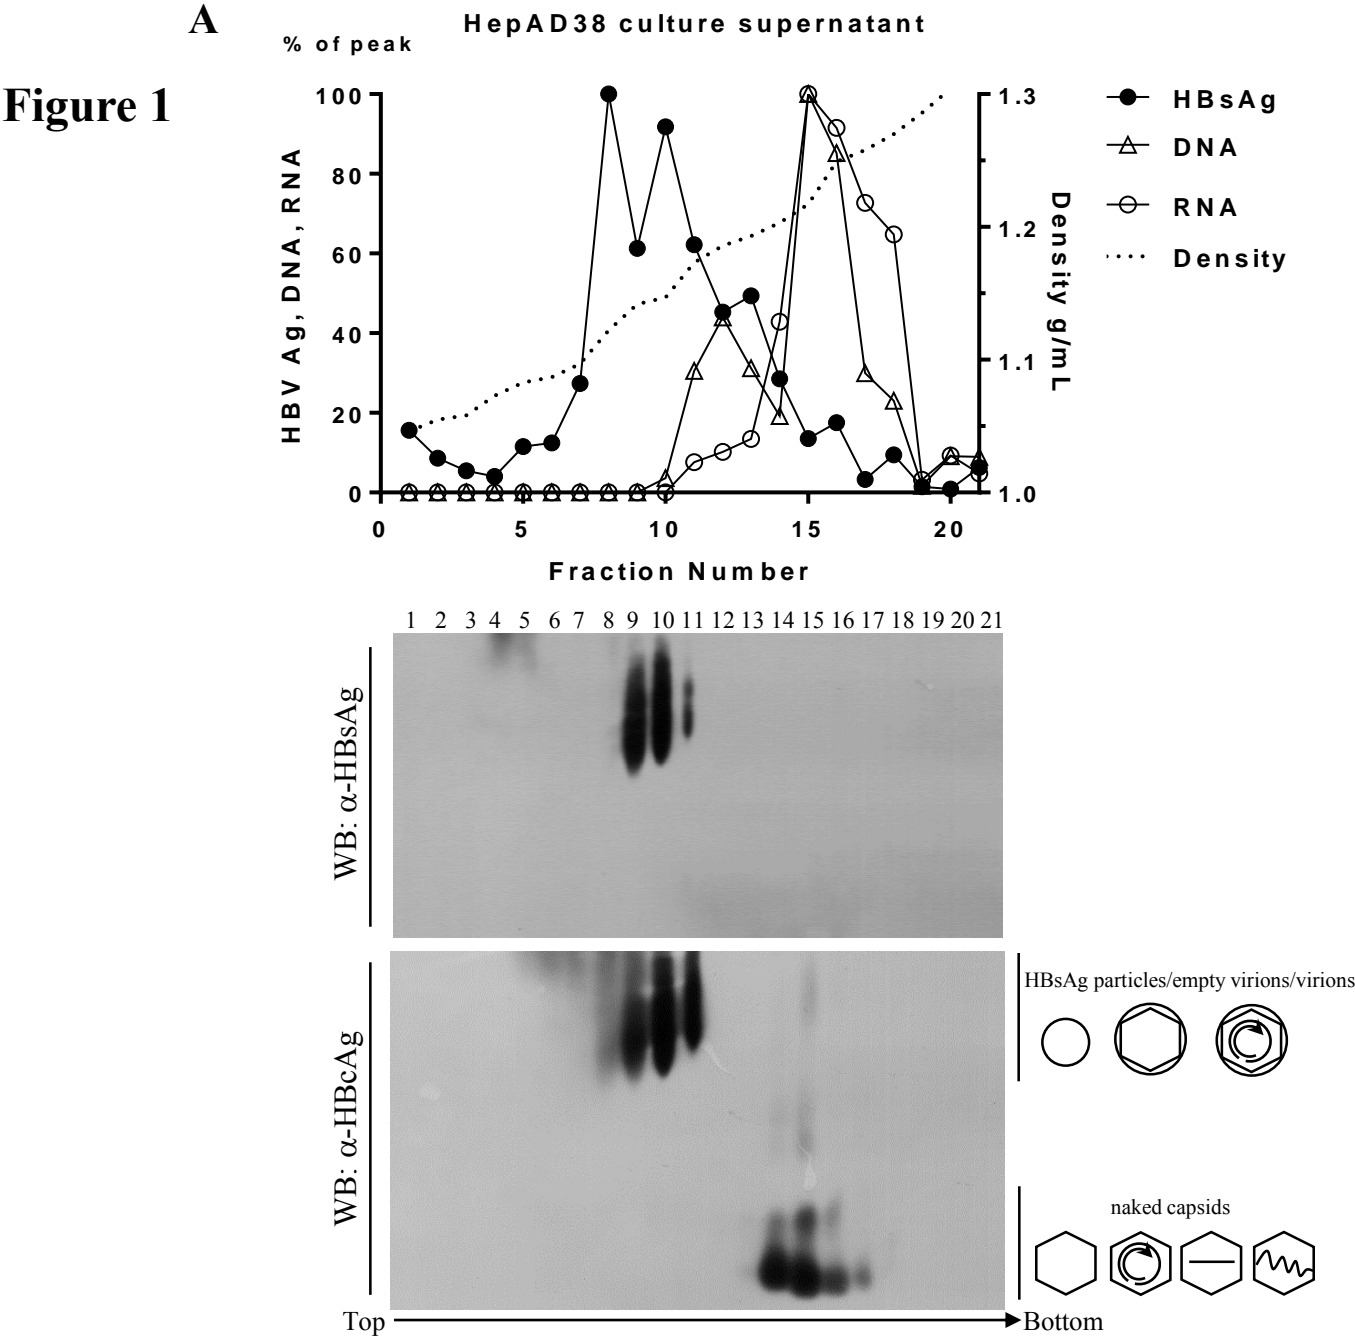 A
HepAD38 culture supernatant
% of peak
Figure 1
HBV Ag, DNA, RNA
100
80
60
40
20
0
1.3
1.2
1.1
1.0
Density g/mL
HBsAg
DNA
RNA
Density
0 5 10 15 20
Fraction Number
1 2 3 4 5 6 7 8 9 10 11 12 13 14 15 16 17 18 19 20 21
WB: α-HBsAg
WB: α-HBcAg
HBsAg particles/empty virions/virions
naked capsids
Top
Bottom